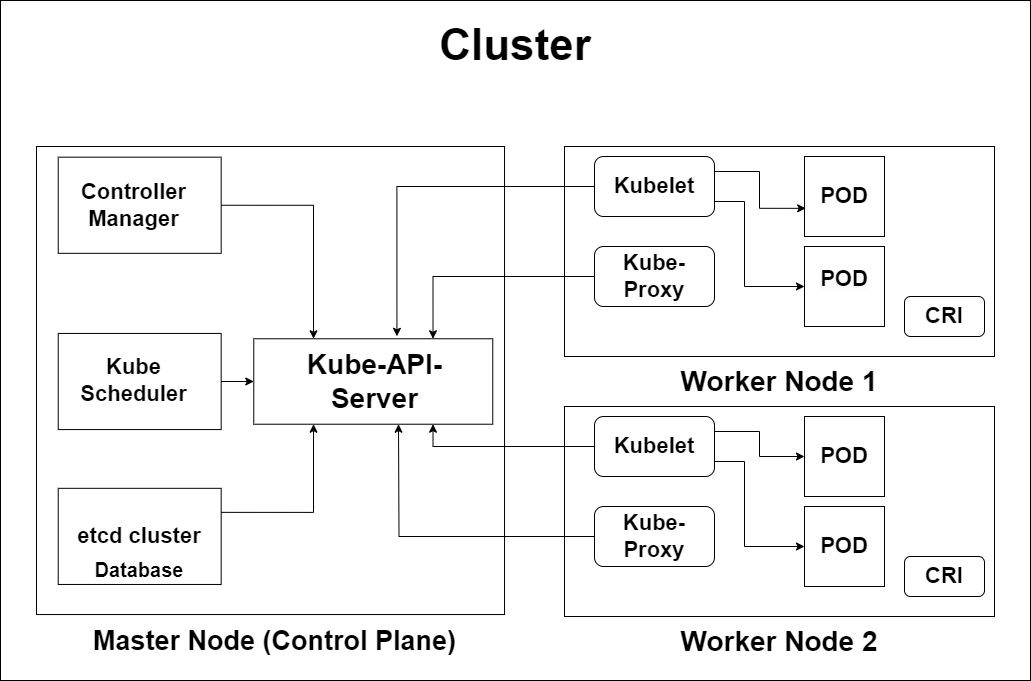 Cluster
Controller
Manager
Kube
Scheduler
etcd cluster
Database
Kube-API-
Server
Master Node (Control Plane)
Kubelet
Kube-
Proxy
POD
POD
CRI
Worker Node 1
Kubelet
Kube-
Proxy
POD
POD
CRI
Worker Node 2